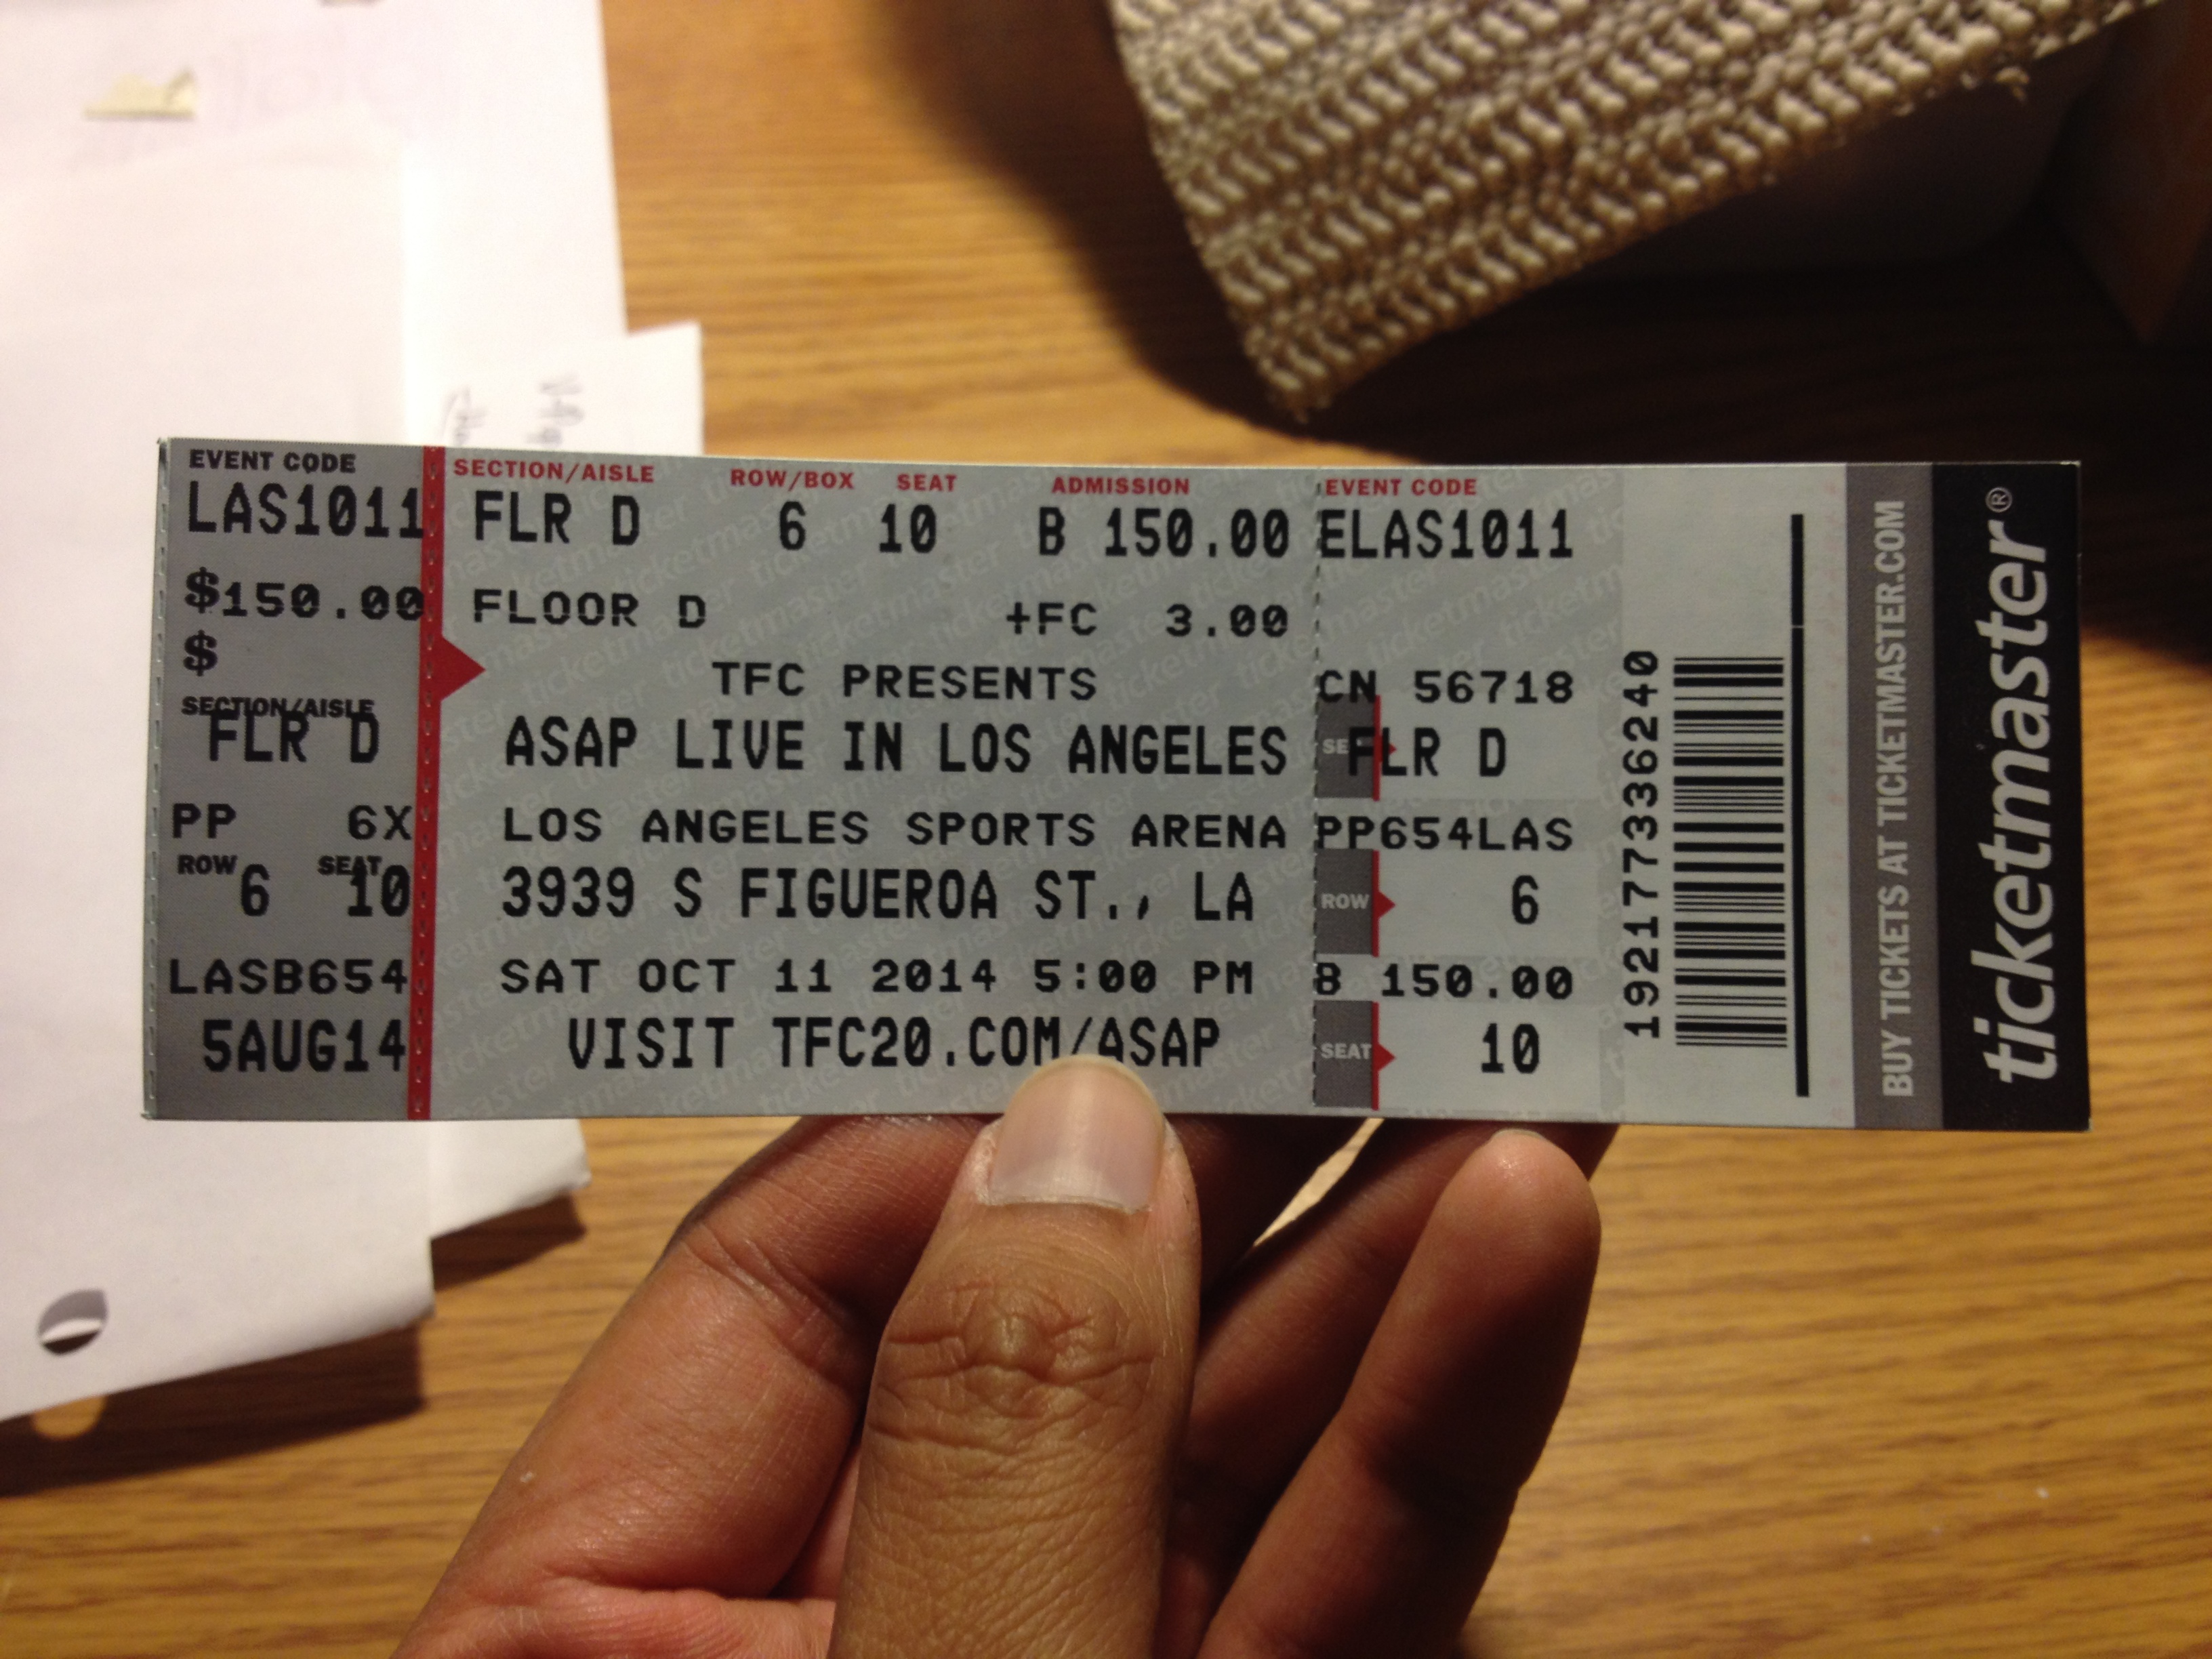 EVENT CODE
LAS1011
$150.00
$
SECTION/AISLE
FLR D
PP 6X
ROW SEAT
6 10
LASB654
5AUG14
SECTION/AISLE ROW/BOX SEAT ADMISSION
FLR D 6 10 B 150.00
FLOOR D +FC 3.00
TFC PRESENTS
ASAP LIVE IN LOS ANGELES
LOS ANGELES SPORTS ARENA
3939 S FIGUEROA ST., LA
SAT OCT 11 2014 5:00 PM
VISIT TFC20.COM/ASAP
EVENT CODE
ELAS1011
CN 56718
FLR D
PP654LAS
ROW 6
B 150.00
SEAT 10
192177336240
BUY TICKETS AT TICKETMASTER.COM
ticketmaster®